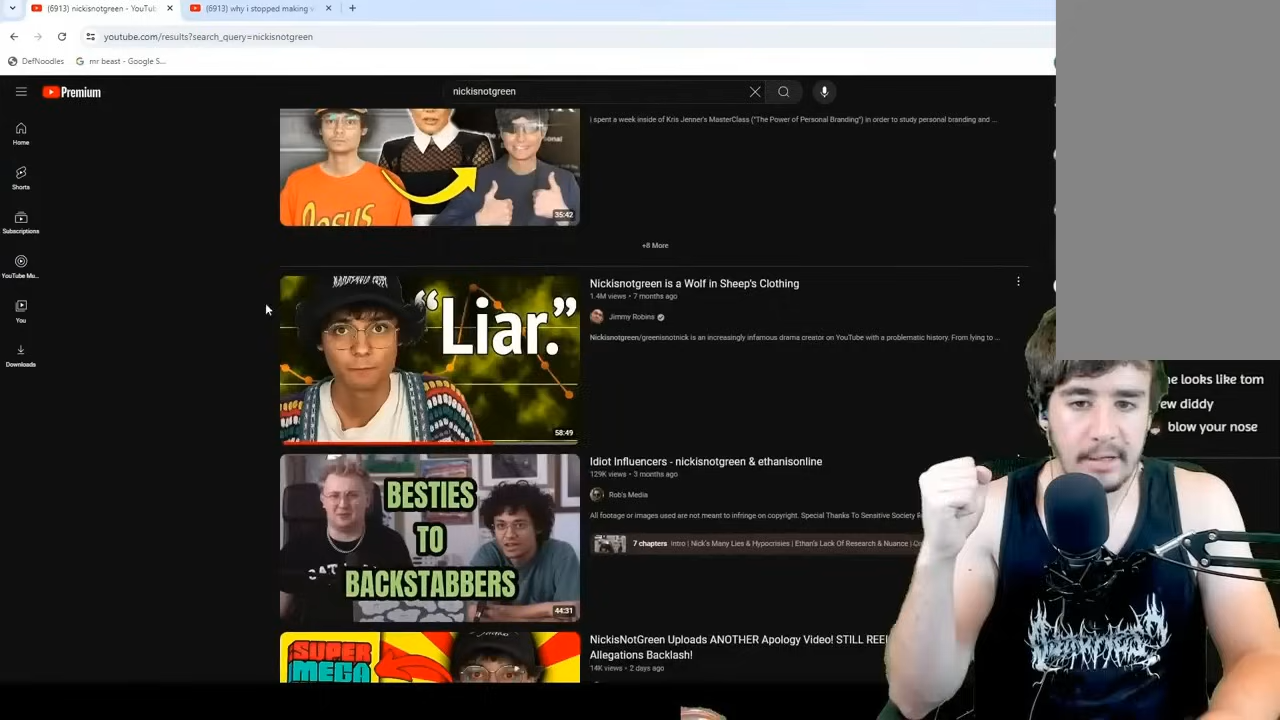 (6913) nickisnotgreen - YouTu
(6913) why i stopped making v
youtube.com/results?search_query=nickisnotgreen
DefNoodles
mr beast - Google S...
Premium
nickisnotgreen
Home
Shorts
Subscriptions
YouTube Mu...
You
Downloads
35:42
i spent a week inside of Kris Jenner's MasterClass ("The Power of Personal Branding") in order to study personal branding and ...
+8 More
"Liar."
58:49
Nickisnotgreen is a Wolf in Sheep's Clothing
1.4M views • 7 months ago
Jimmy Robins
Nickisnotgreen/greenisnotnick is an increasingly infamous drama creator on YouTube with a problematic history. From lying to ...
he looks like tom
ew diddy
blow your nose
BESTIES
TO
BACKSTABBERS
44:31
Idiot Influencers - nickisnotgreen & ethanisonline
129K views • 3 months ago
Rob's Media
All footage or images used are not meant to infringe on copyright. Special Thanks To Sensitive Society
7 chapters Intro | Nick's Many Lies & Hypocrisies | Ethan's Lack Of Research & Nuance |
SUPER
MEGA
NickisNotGreen Uploads ANOTHER Apology Video! STILL REE
Allegations Backlash!
14K views • 2 days ago